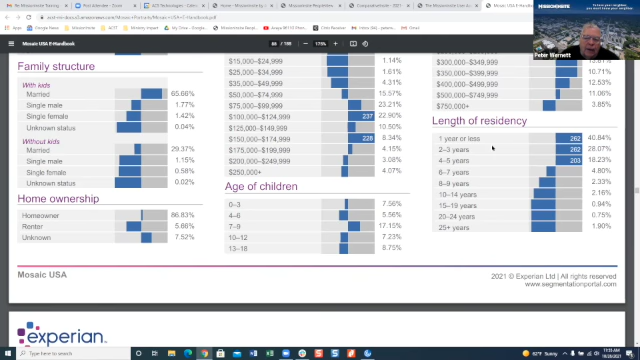 Mosaic USA E-Handbook
88 / 198
175%
Peter Wernett
Family structure
With kids
Married 65.66%
Single male 1.77%
Single female 1.42%
Unknown status 0.04%
Without kids
Married 29.37%
Single male 1.15%
Single female 0.58%
Unknown status 0.02%
Home ownership
Homeowner 86.83%
Renter 5.66%
Unknown 7.52%
$15,000–$24,999 1.14%
$25,000–$34,999 1.61%
$35,000–$49,999 4.31%
$50,000–$74,999 15.57%
$75,000–$99,999 23.21%
$100,000–$124,999 237 22.90%
$125,000–$149,999 10.50%
$150,000–$174,999 228 8.34%
$175,000–$199,999 4.15%
$200,000–$249,999 3.08%
$250,000+ 4.07%
Age of children
0–3 7.56%
4–6 5.56%
7–9 17.15%
10–12 7.23%
13–18 8.75%
$300,000–$349,999
$350,000–$399,999 10.71%
$400,000–$499,999 12.53%
$500,000–$749,999 11.06%
$750,000+ 3.85%
Length of residency
1 year or less 262 40.84%
2–3 years 262 28.07%
4–5 years 203 18.23%
6–7 years 4.80%
8–9 years 2.33%
10–14 years 2.16%
15–19 years 0.94%
20–24 years 0.75%
25+ years 1.90%
Mosaic USA
2021 © Experian Ltd | All rights reserved
www.segmentationportal.com
experian
Type here to search
62°F Sunny